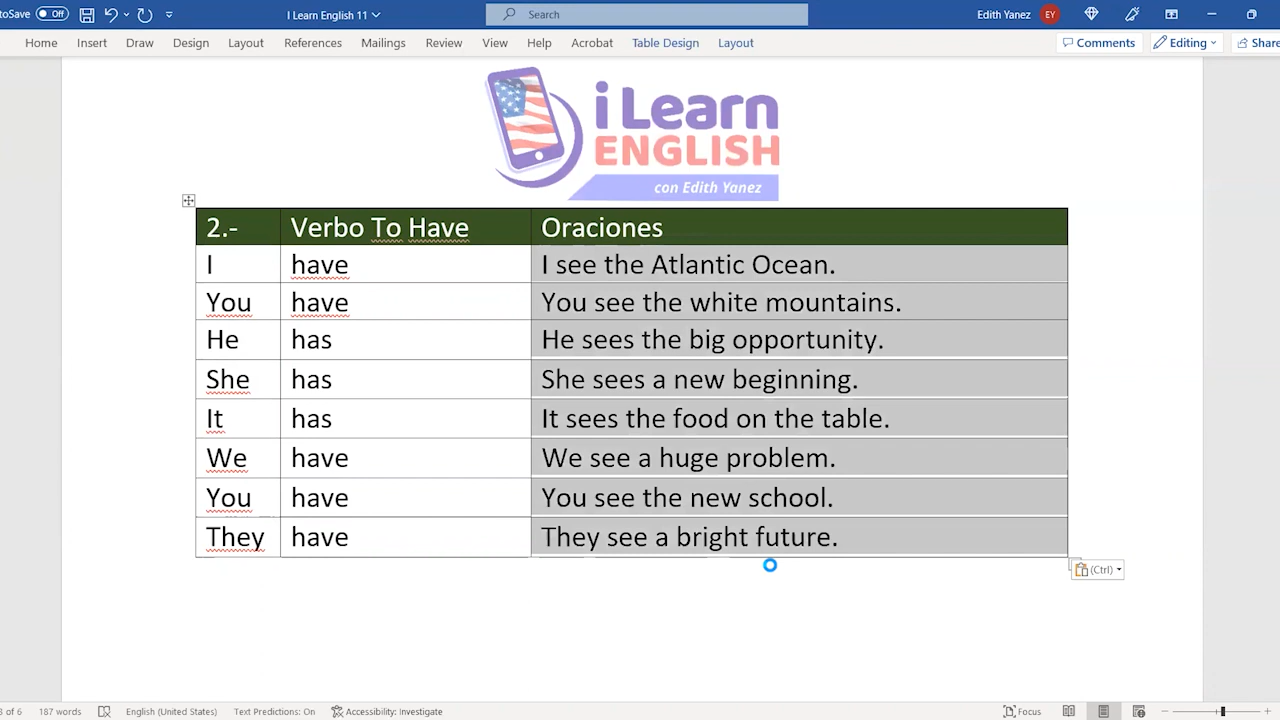 toSave Off I Learn English 11 Search Edith Yanez EY
Home Insert Draw Design Layout References Mailings Review View Help Acrobat Table Design Layout Comments Editing Share
i Learn
ENGLISH
con Edith Yanez
2.- Verbo To Have Oraciones
I have I see the Atlantic Ocean.
You have You see the white mountains.
He has He sees the big opportunity.
She has She sees a new beginning.
It has It sees the food on the table.
We have We see a huge problem.
You have You see the new school.
They have They see a bright future.
(Ctrl)
3 of 6 187 words English (United States) Text Predictions: On Accessibility: Investigate Focus